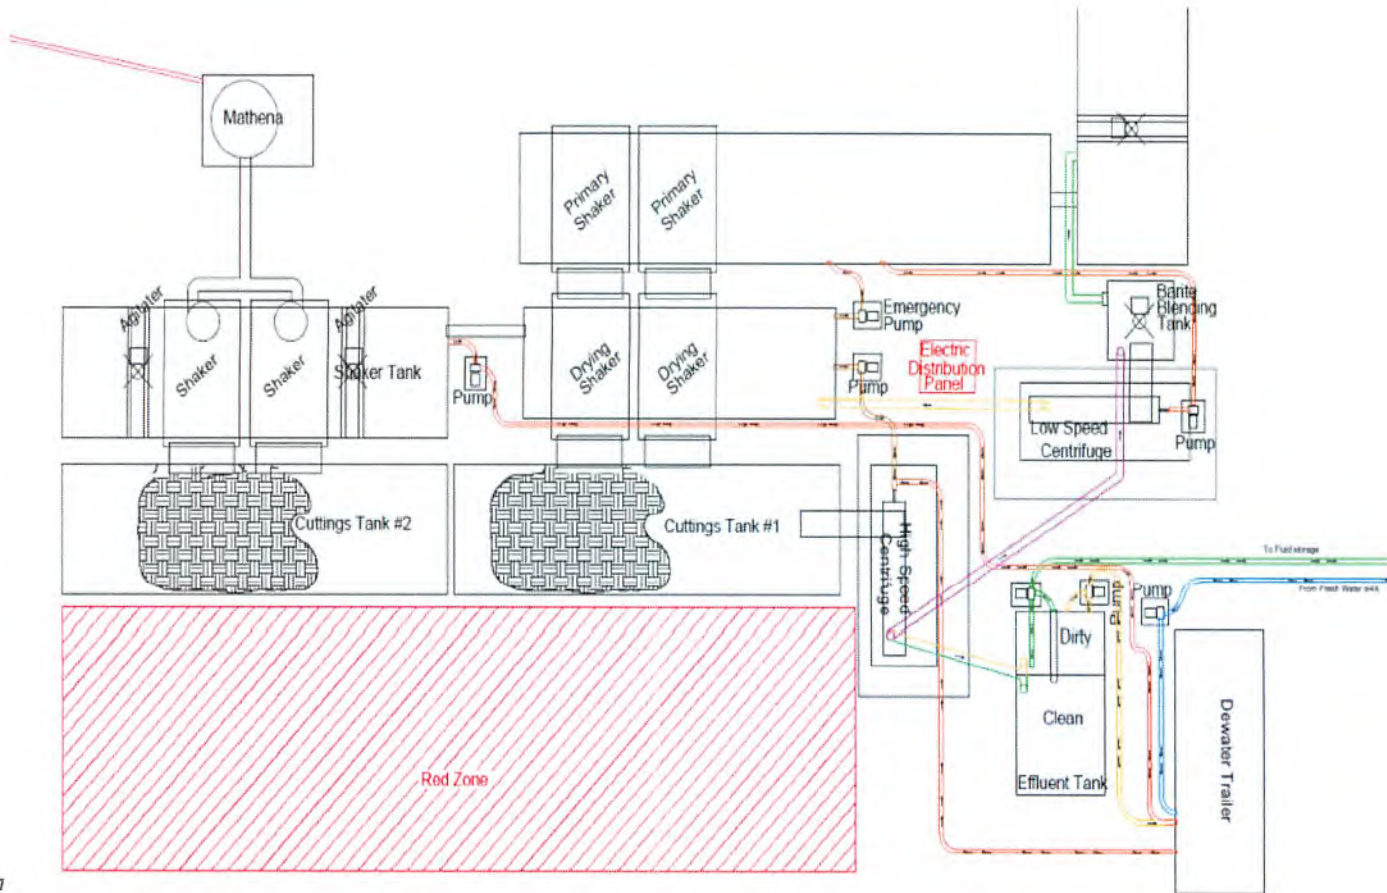 Mathena
Primary
Shaker
Primary
Shaker
Agitater
Agitater
Shaker
Shaker
Shaker Tank
Pump
Drying
Shaker
Drying
Shaker
Emergency
Pump
Pump
Electric
Distribution
Panel
Barite
Blending
Tank
Low Speed
Centrifuge
Pump
Cuttings Tank #2
Cuttings Tank #1
High Speed
Centrifuge
To Fluid storage
From Fresh Water
Pump
Pump
Dirty
Clean
Effluent Tank
Dewater Trailer
Red Zone